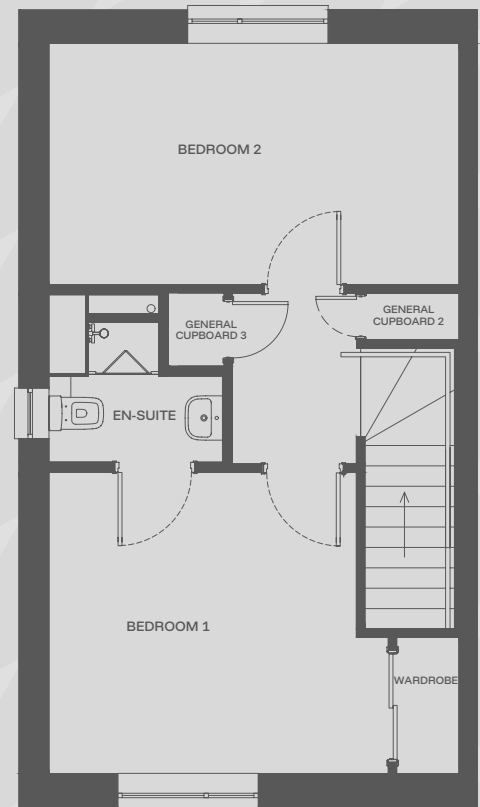 BEDROOM 2
GENERAL
CUPBOARD 3
GENERAL
CUPBOARD 2
EN-SUITE
BEDROOM 1
WARDROBE